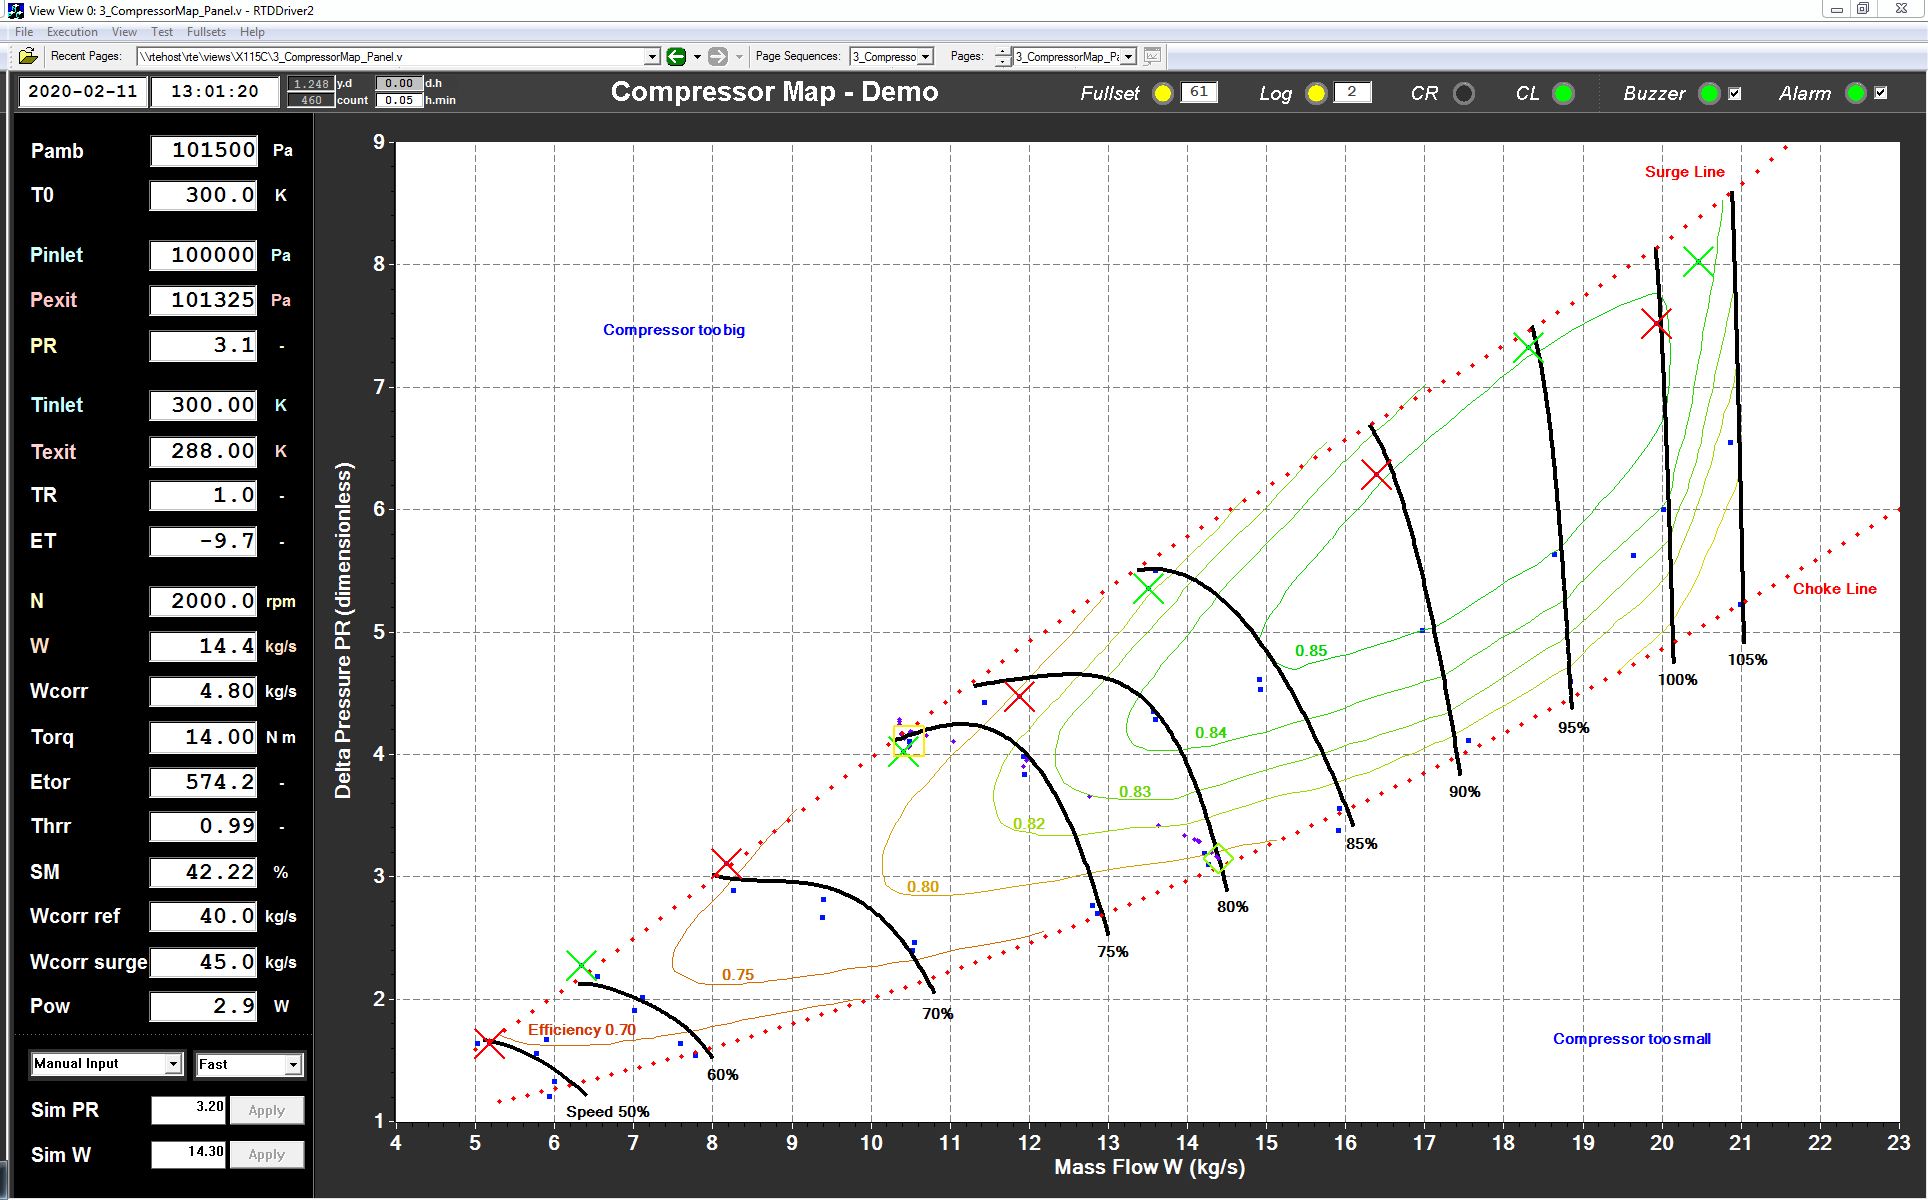 View View 0: 3_CompressorMap_Panel.v - RTDDriver2
File Execution View Test Fullsets Help
Recent Pages: \\rtehost\rte\views\X115C\3_CompressorMap_Panel.v Page Sequences: 3_Compresso Pages: 3_CompressorMap_Pa
2020-02-11 13:01:20 1.248 y.d 0.00 d.h
460 count 0.05 h.min
Compressor Map - Demo Fullset 61 Log 2 CR CL Buzzer Alarm
Pamb 101500 Pa
T0 300.0 K
Pinlet 100000 Pa
Pexit 101325 Pa
PR 3.1 -
Tinlet 300.00 K
Texit 288.00 K
TR 1.0 -
ET -9.7 -
N 2000.0 rpm
W 14.4 kg/s
Wcorr 4.80 kg/s
Torq 14.00 N m
Etor 574.2 -
Thrr 0.99 -
SM 42.22 %
Wcorr ref 40.0 kg/s
Wcorr surge 45.0 kg/s
Pow 2.9 W
Manual Input Fast
Sim PR 3.20 Apply
Sim W 14.30 Apply
Delta Pressure PR (dimensionless)
9
8
7
6
5
4
3
2
1
Surge Line
Compressor too big
Choke Line
0.85
105%
100%
0.84
95%
0.83
90%
0.82
85%
0.80
80%
75%
0.75
70%
Efficiency 0.70
Compressor too small
60%
Speed 50%
4 5 6 7 8 9 10 11 12 13 14 15 16 17 18 19 20 21 22 23
Mass Flow W (kg/s)